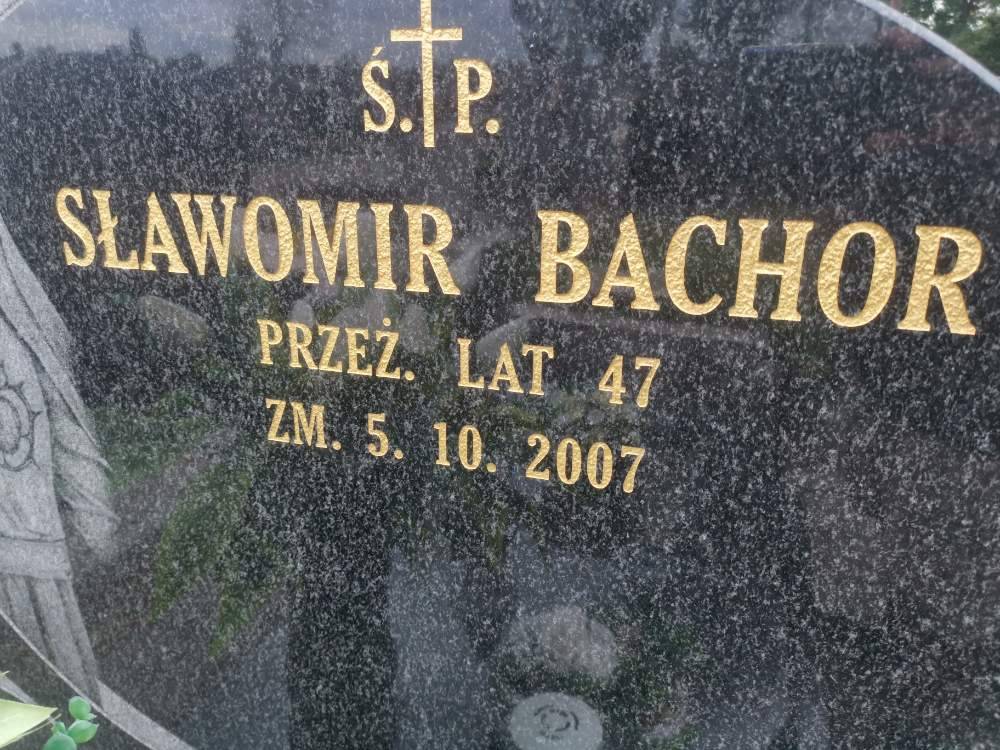 Ś. P.
SŁAWOMIR BACHOR
PRZEŻ. LAT 47
ZM. 5. 10. 2007